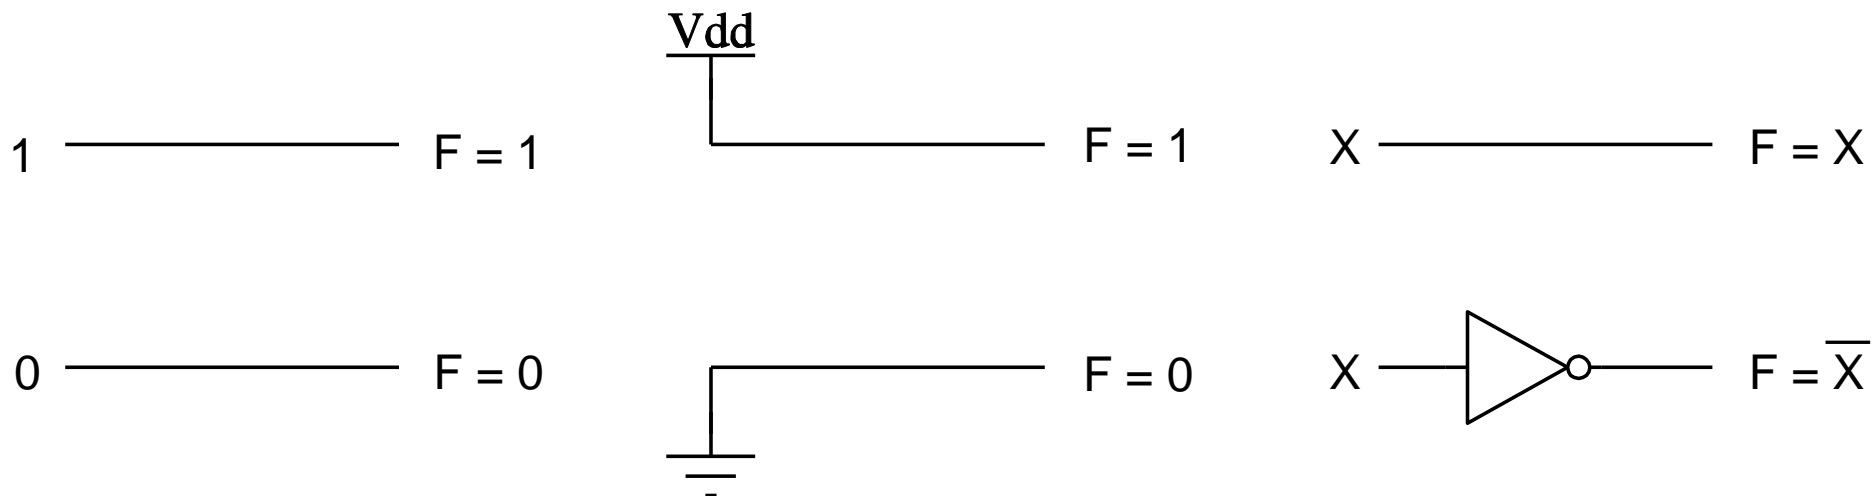 Vdd
1 F = 1 F = 1 X F = X
0 F = 0 F = 0 X F = X̅